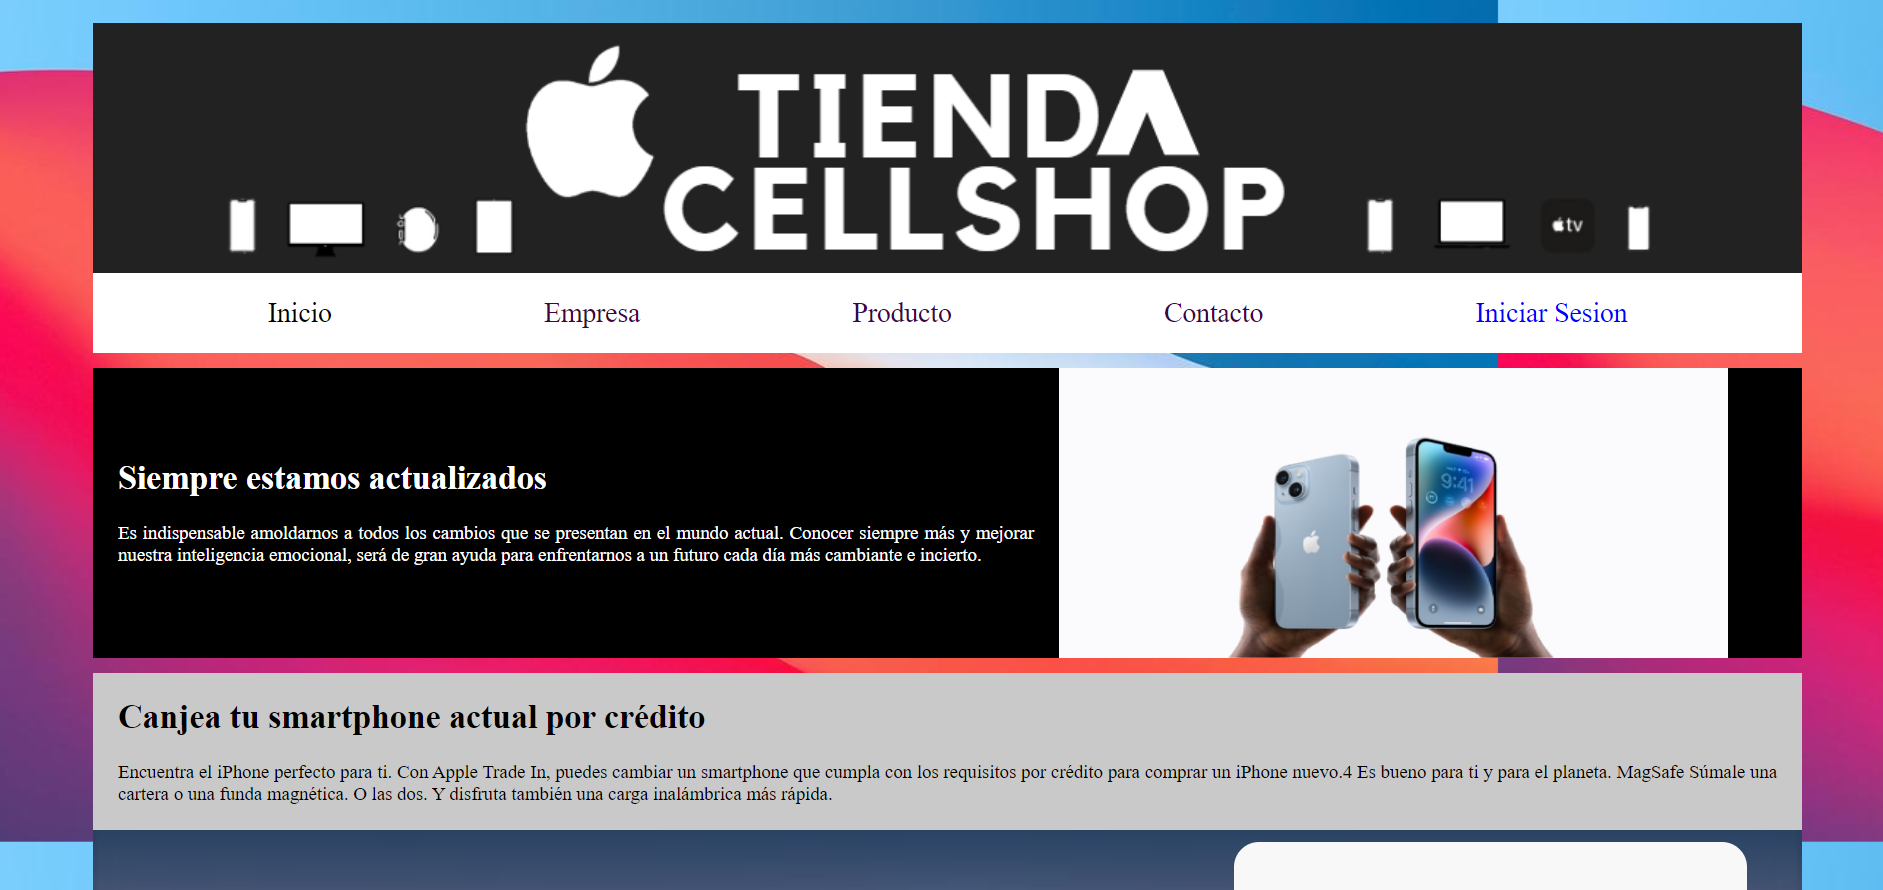 TIENDA
CELLSHOP
tv
Inicio Empresa Producto Contacto Iniciar Sesion
Siempre estamos actualizados
Es indispensable amoldarnos a todos los cambios que se presentan en el mundo actual. Conocer siempre más y mejorar
nuestra inteligencia emocional, será de gran ayuda para enfrentarnos a un futuro cada día más cambiante e incierto.
9:41
Canjea tu smartphone actual por crédito
Encuentra el iPhone perfecto para ti. Con Apple Trade In, puedes cambiar un smartphone que cumpla con los requisitos por crédito para comprar un iPhone nuevo.4 Es bueno para ti y para el planeta. MagSafe Súmale una
cartera o una funda magnética. O las dos. Y disfruta también una carga inalámbrica más rápida.